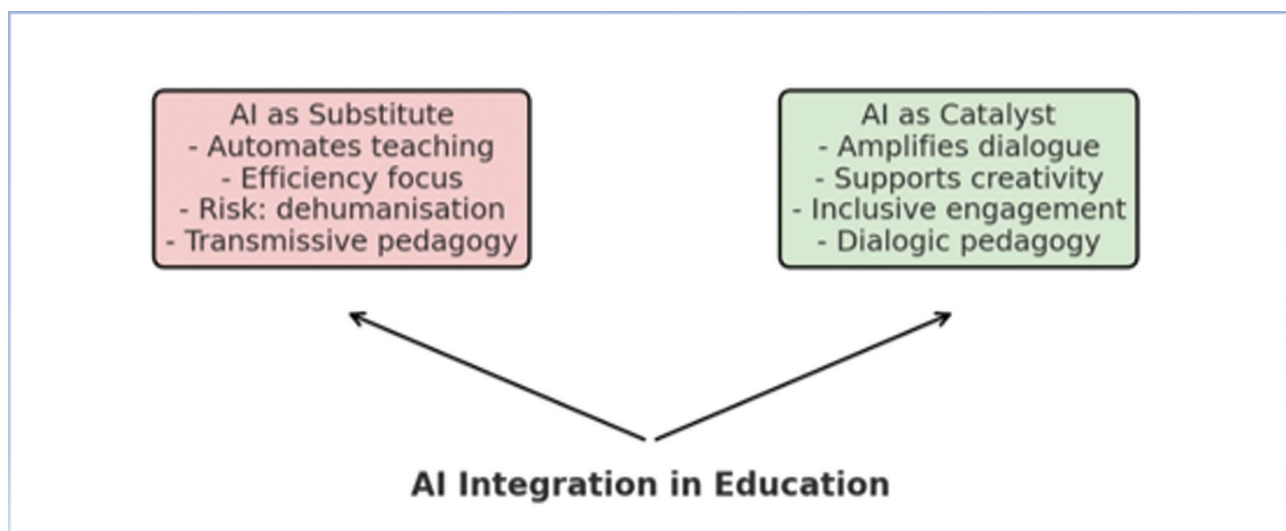 AI as Substitute
- Automates teaching
- Efficiency focus
- Risk: dehumanisation
- Transmissive pedagogy
AI as Catalyst
- Amplifies dialogue
- Supports creativity
- Inclusive engagement
- Dialogic pedagogy
AI Integration in Education